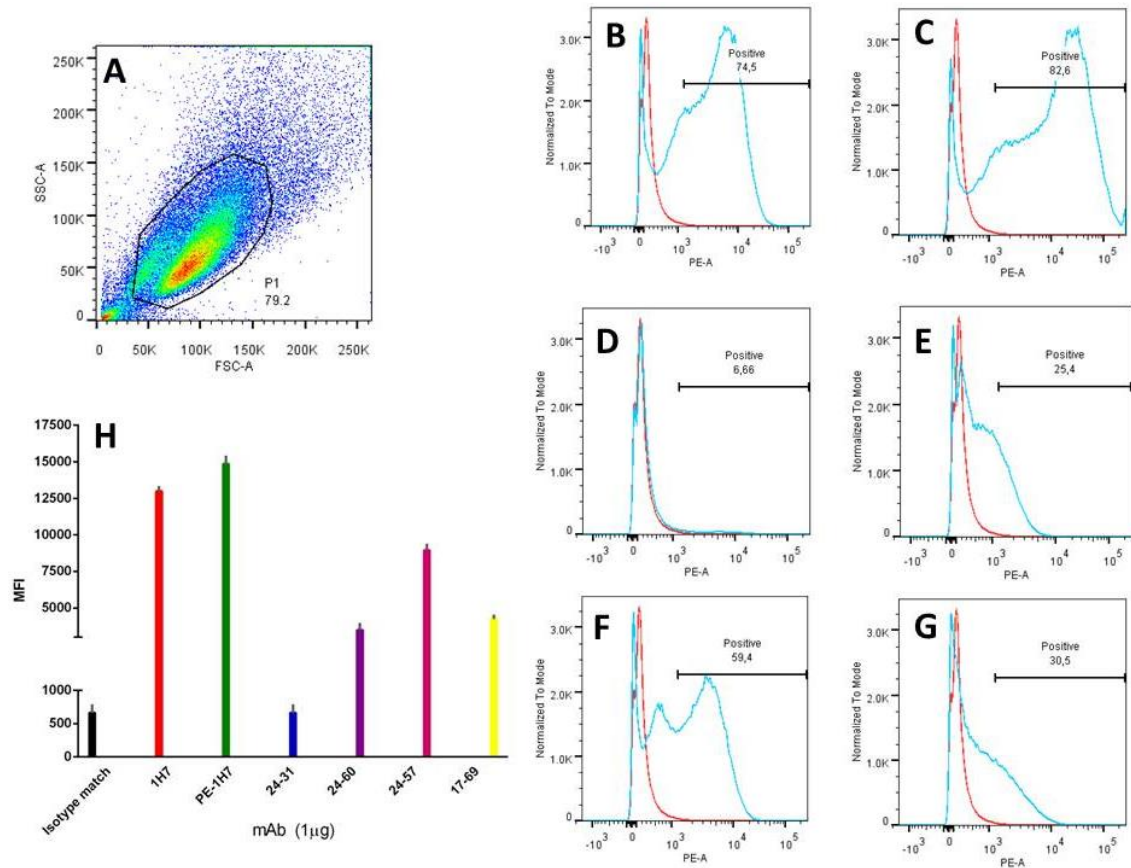 A
250K
200K
150K
100K
50K
0
SSC-A
P1
79.2
0 50K 100K 150K 200K 250K
FSC-A
B
3.0K
2.0K
1.0K
0
Normalized To Mode
Positive
74,5
-10³ 0 10³ 10⁴ 10⁵
PE-A
C
3.0K
2.0K
1.0K
0
Normalized To Mode
Positive
82,6
-10³ 0 10³ 10⁴ 10⁵
PE-A
D
3.0K
2.0K
1.0K
0
Normalized To Mode
Positive
6,66
-10³ 0 10³ 10⁴ 10⁵
PE-A
E
3.0K
2.0K
1.0K
0
Normalized To Mode
Positive
25,4
-10³ 0 10³ 10⁴ 10⁵
PE-A
H
17500
15000
12500
10000
7500
5000
1000
500
0
MFI
Isotype match
1H7
PE-1H7
24-31
24-60
24-57
17-69
mAb (1µg)
F
3.0K
2.0K
1.0K
0
Normalized To Mode
Positive
59,4
-10³ 0 10³ 10⁴ 10⁵
PE-A
G
3.0K
2.0K
1.0K
0
Normalized To Mode
Positive
30,5
-10³ 0 10³ 10⁴ 10⁵
PE-A